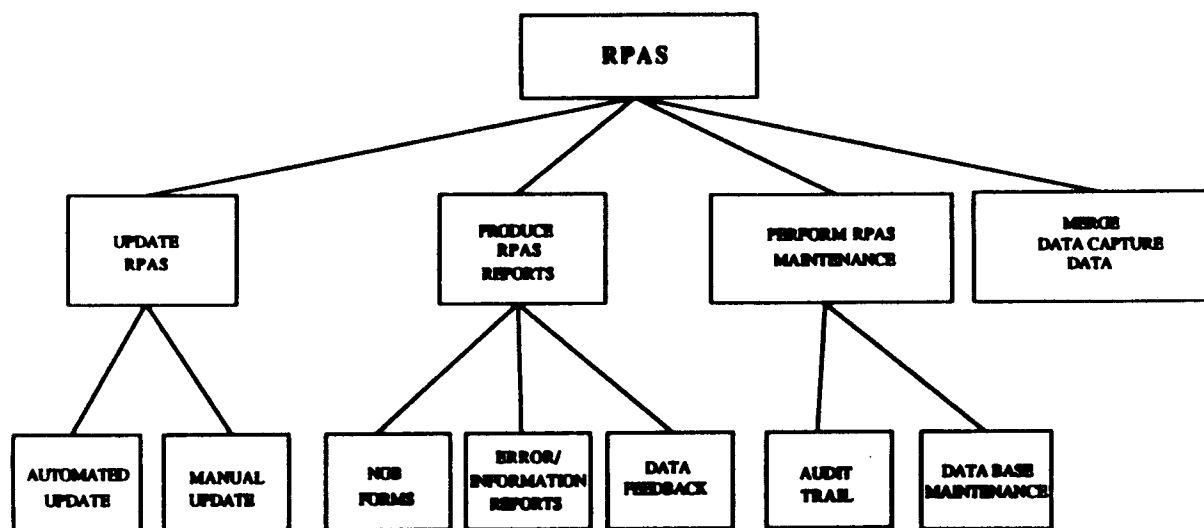 RPAS
UPDATE
RPAS
PRODUCE
RPAS
REPORTS
PERFORM RPAS
MAINTENANCE
MERGE
DATA CAPTURE
DATA
AUTOMATED
UPDATE
MANUAL
UPDATE
NGB
FORMS
ERROR/
INFORMATION
REPORTS
DATA
FEEDBACK
AUDIT
TRAIL
DATA BASE
MAINTENANCE